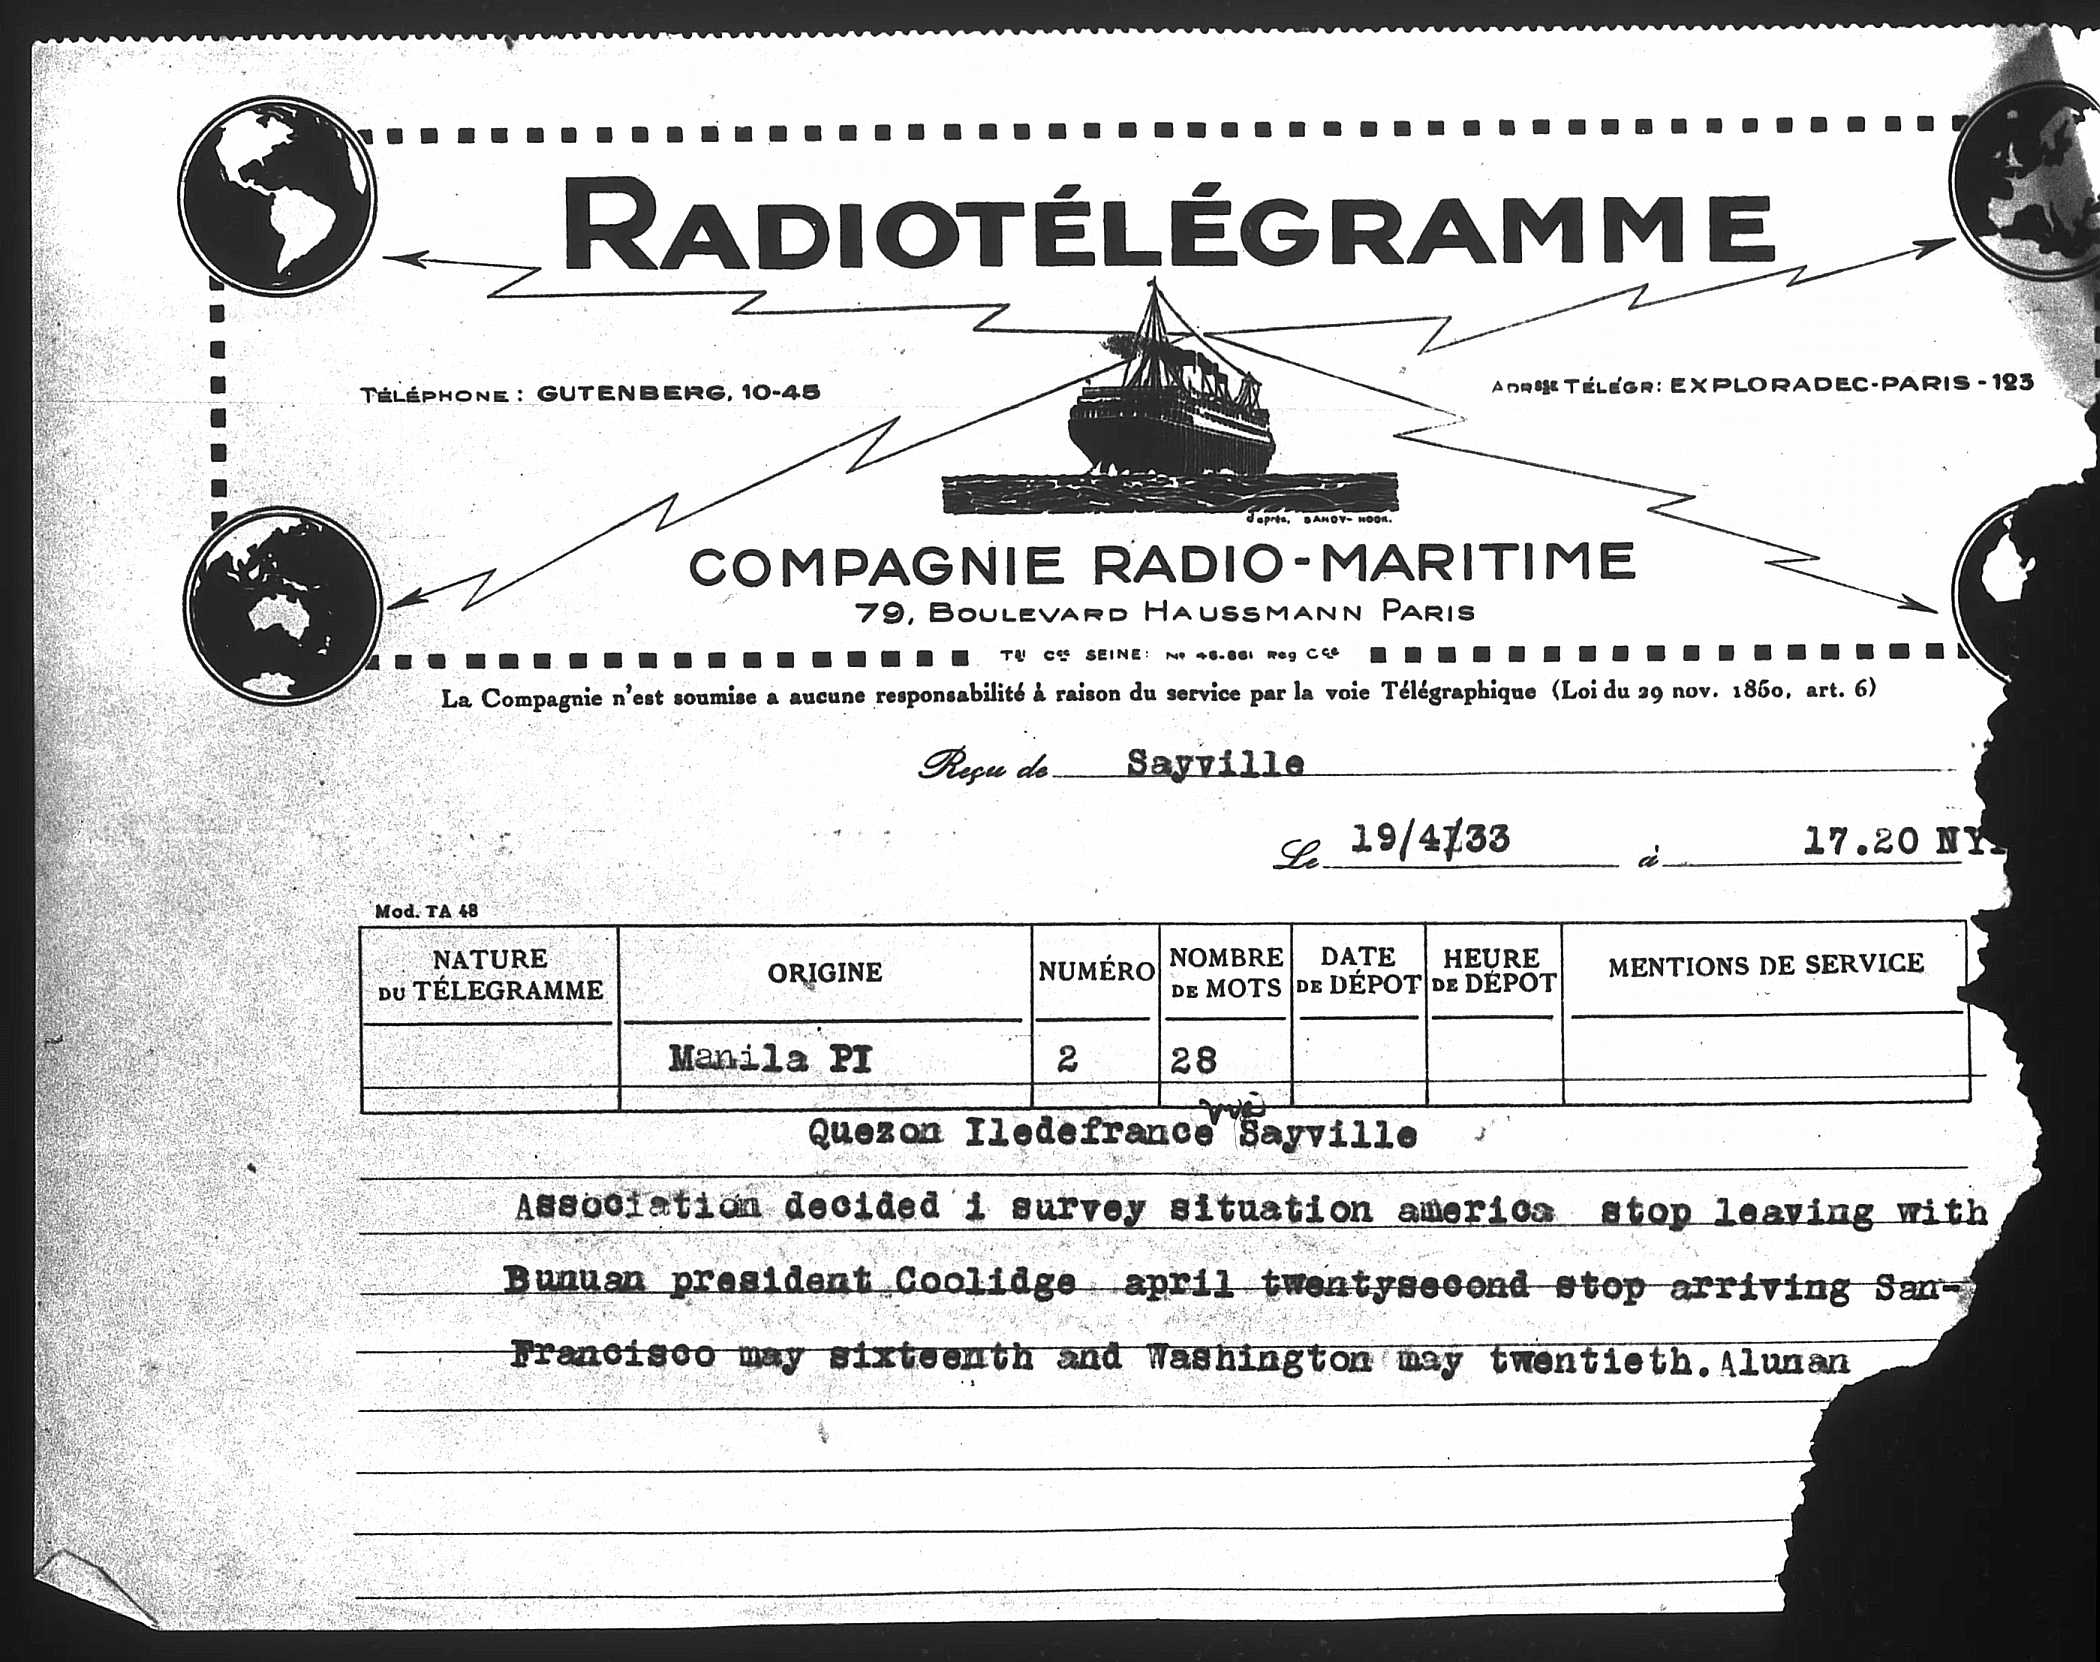 RADIOTÉLÉGRAMME
TÉLÉPHONE : GUTENBERG, 10-45
ADRESSE TÉLÉGR: EXPLORADEC-PARIS - 123
d'après, SANDY-HOOK.
COMPAGNIE RADIO-MARITIME
79, BOULEVARD HAUSSMANN PARIS
SEINE: No Reg Cce
La Compagnie n'est soumise a aucune responsabilité à raison du service par la voie Télégraphique (Loi du 29 nov. 1850, art. 6)
Reçu de Sayville
Le 19/4/33 à 17.20 NY
Mod. TA 48
NATURE DU TÉLEGRAMME ORIGINE NUMÉRO NOMBRE DE MOTS DATE DE DÉPOT HEURE DE DÉPOT MENTIONS DE SERVICE
Manila PI 2 28
via
Quezon Iledefrance Sayville
Association decided i survey situation america stop leaving with
Bunuan president Coolidge april twentysecond stop arriving San-
Francisco may sixteenth and Washington may twentieth. Alunan